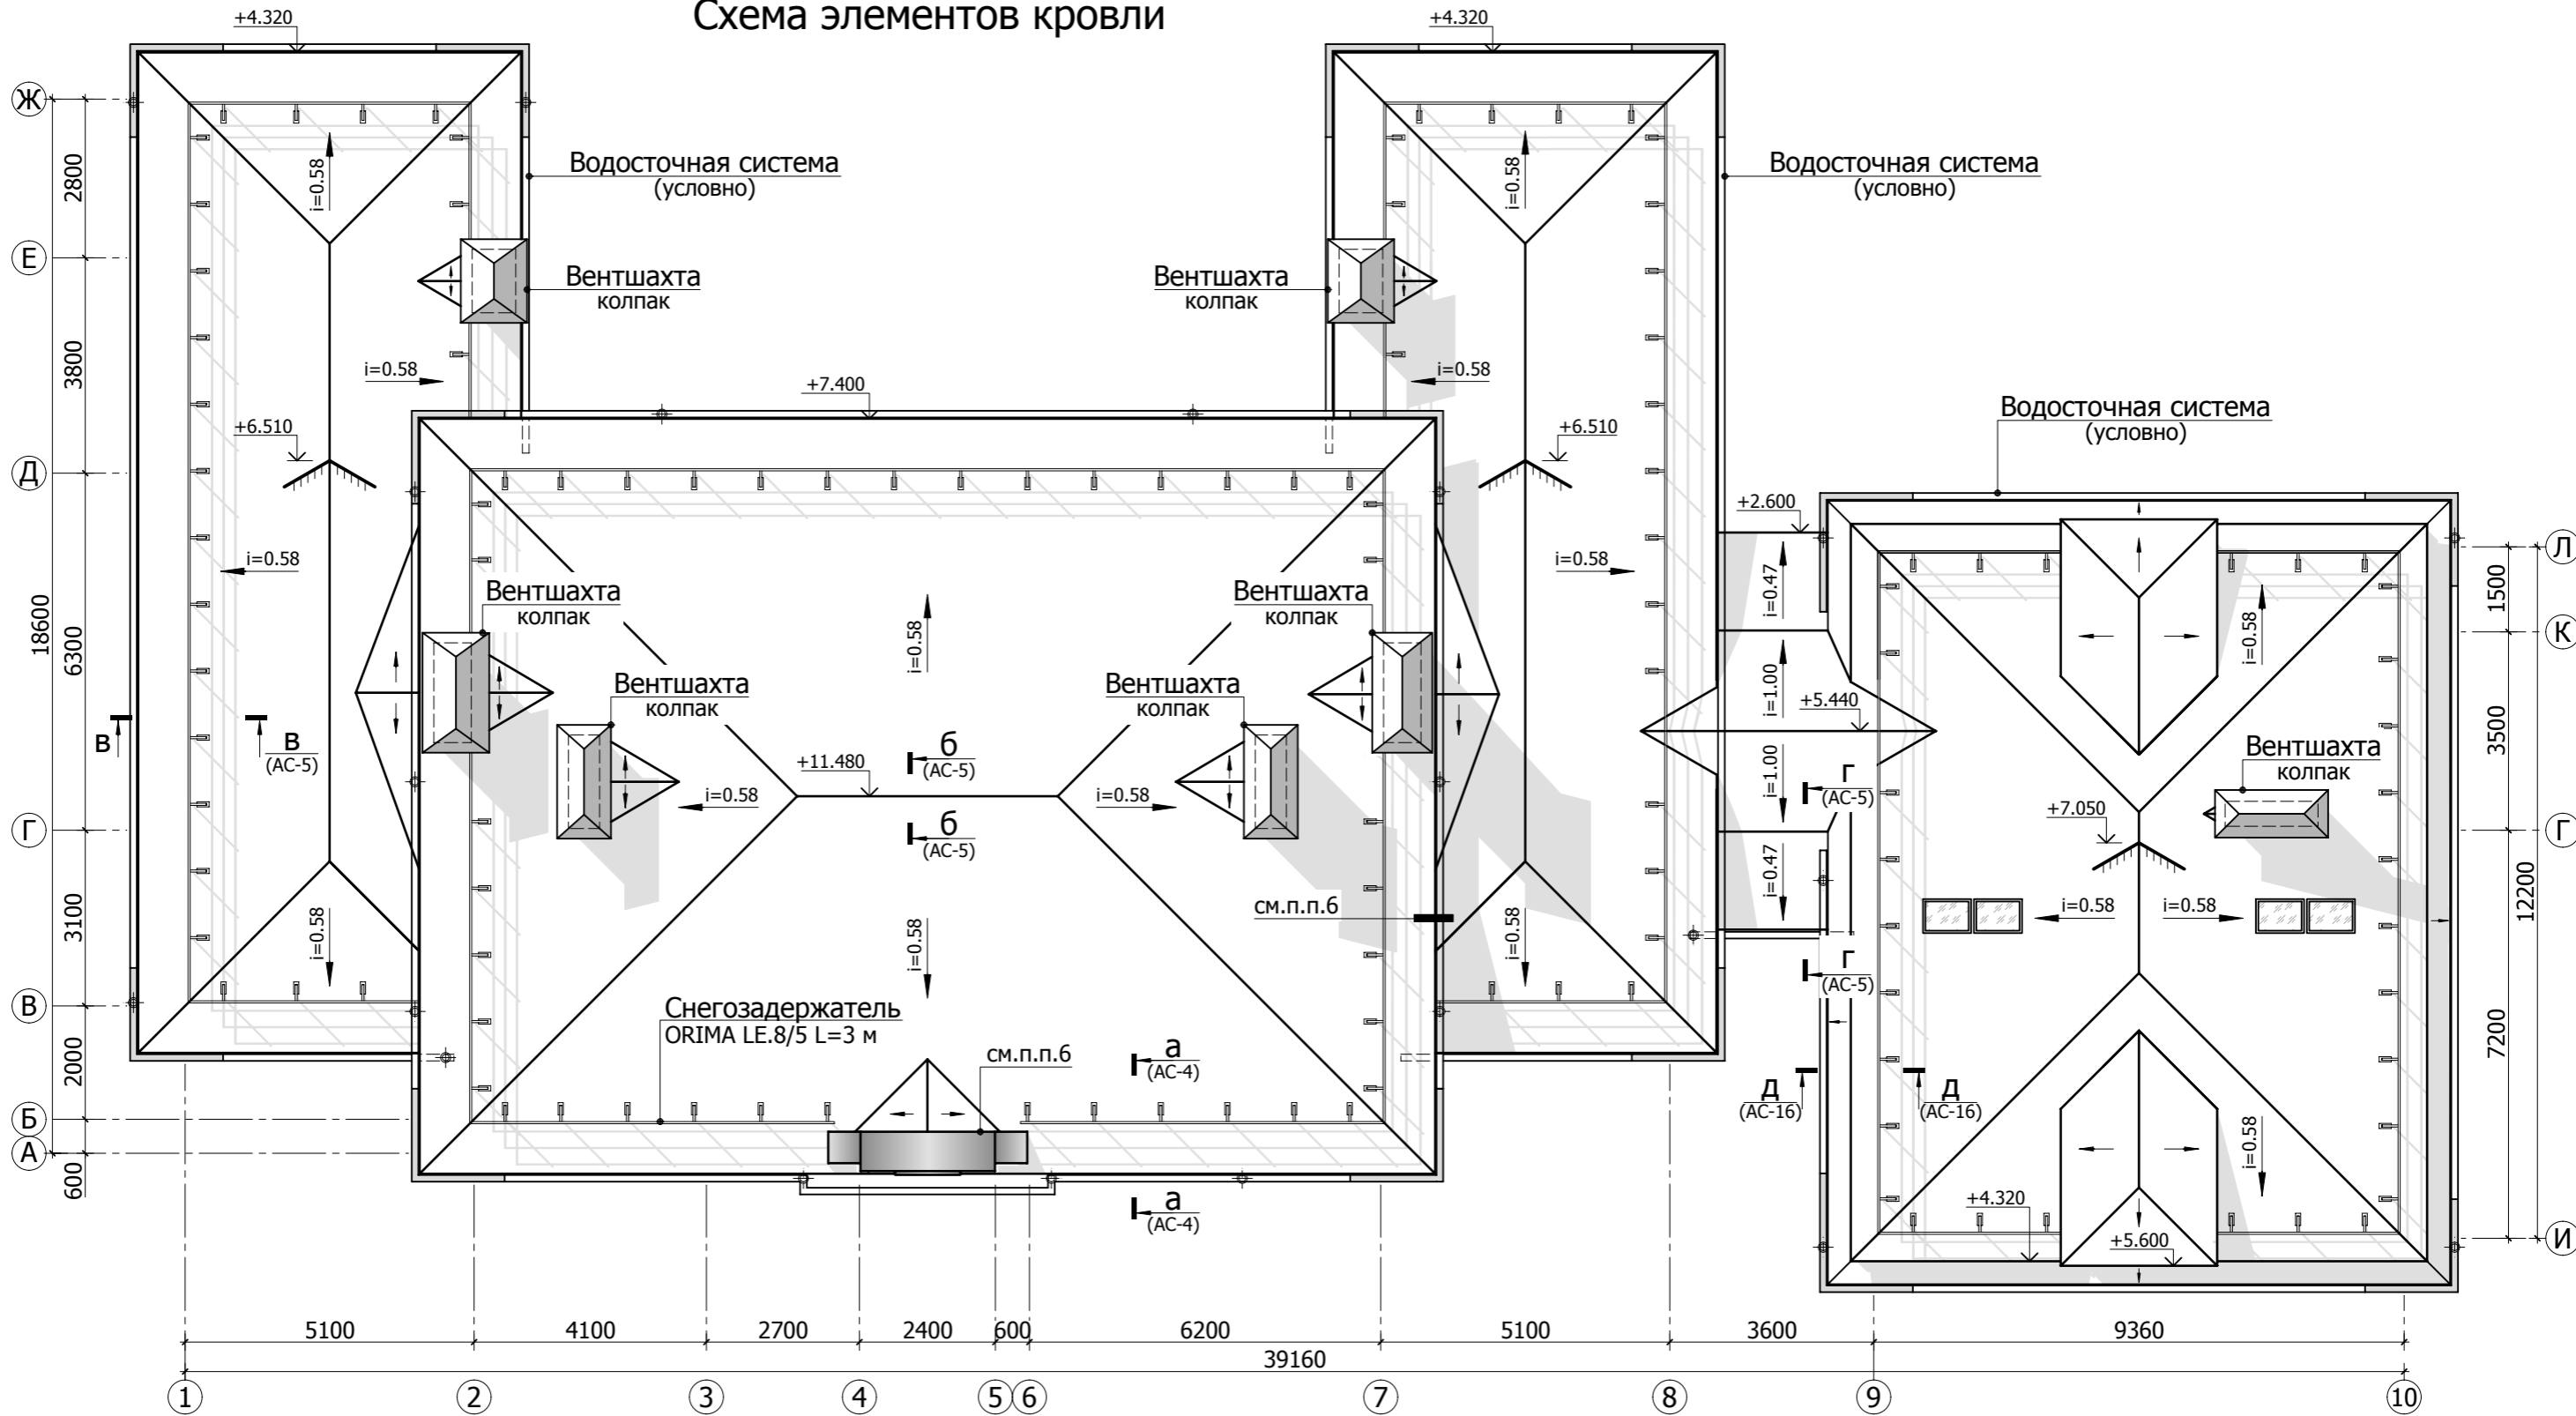 Схема элементов кровли
+4.320
+4.320
Ж
2800
i=0.58
Водосточная система
(условно)
i=0.58
Водосточная система
(условно)
Е
Вентшахта
колпак
Вентшахта
колпак
3800
i=0.58
+7.400
i=0.58
+6.510
+6.510
Водосточная система
(условно)
Д
+2.600
Л
i=0.58
i=0.58
i=0.47
1500
Вентшахта
колпак
Вентшахта
колпак
18600
6300
i=0.58
i=0.58
К
Вентшахта
колпак
Вентшахта
колпак
i=1.00
+5.440
3500
в
в
(АС-5)
б
(АС-5)
+11.480
i=0.58
i=0.58
i=1.00
г
(АС-5)
Вентшахта
колпак
+7.050
Г
б
(АС-5)
Г
i=0.47
12200
3100
i=0.58
i=0.58
см.п.п.6
i=0.58
i=0.58
i=0.58
г
(АС-5)
В
Снегозадержатель
ORIMA LE.8/5 L=3 м
см.п.п.6
а
(АС-4)
7200
2000
д
(АС-16)
д
(АС-16)
Б
А
600
i=0.58
а
(АС-4)
+4.320
+5.600
И
5100
4100
2700
2400
600
6200
5100
3600
9360
39160
1
2
3
4
5
6
7
8
9
10